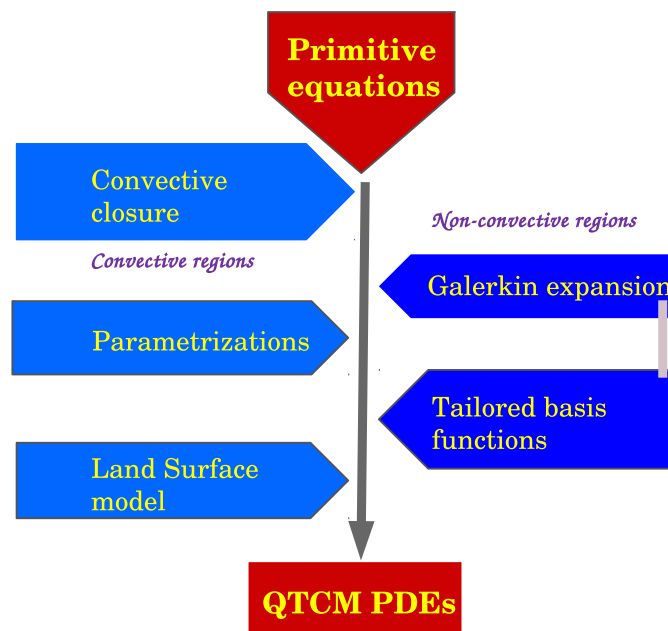 Primitive
equations
Convective
closure
Non-convective regions
Convective regions
Galerkin expansion
Parametrizations
Tailored basis
functions
Land Surface
model
QTCM PDEs